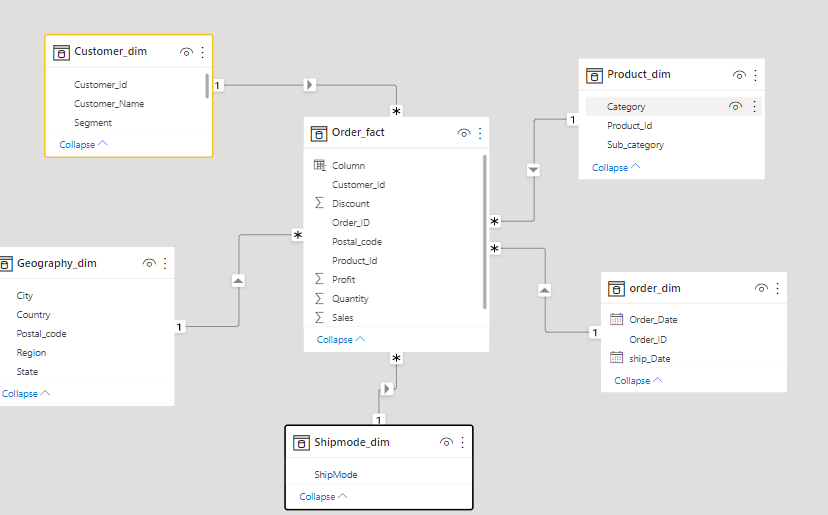 Customer_dim
Customer_Id
Customer_Name
Segment
Collapse
1
*
Order_fact
Column
Customer_Id
Discount
Order_ID
Postal_code
Product_Id
Profit
Quantity
Sales
Collapse
Product_dim
Category
Product_Id
Sub_category
Collapse
1
*
Geography_dim
City
Country
Postal_code
Region
State
Collapse
1
*
order_dim
Order_Date
Order_ID
ship_Date
Collapse
1
*
Shipmode_dim
ShipMode
Collapse
1
*